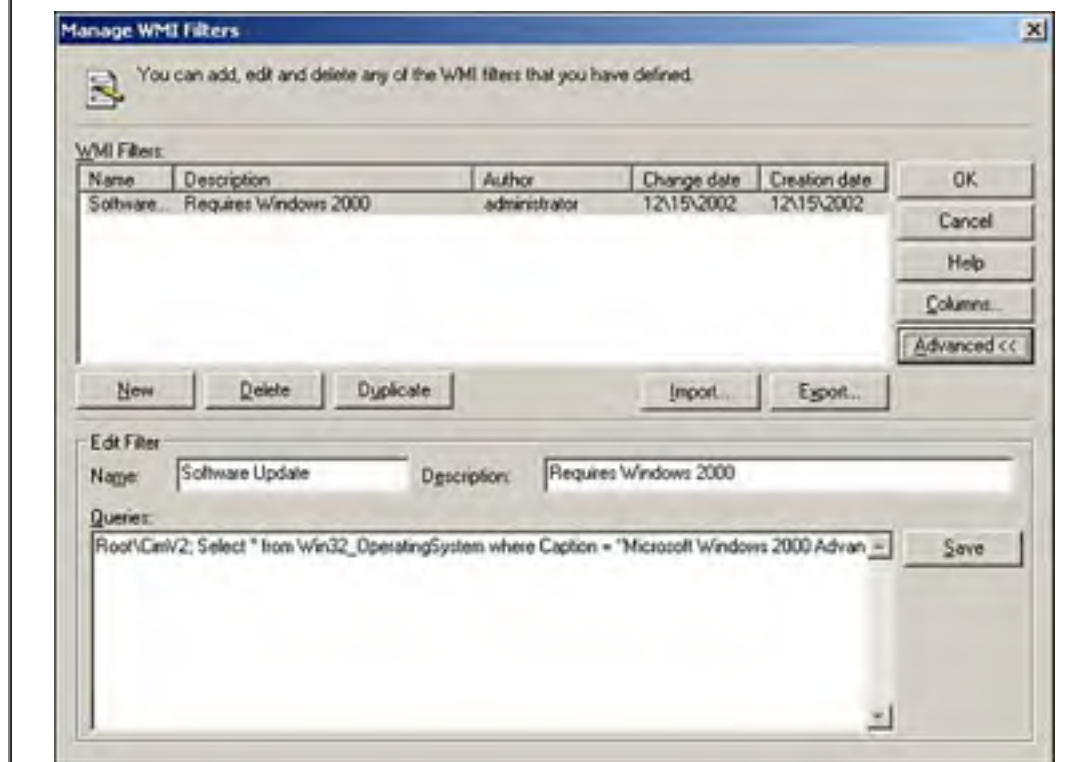 Manage WMI Filters
You can add, edit and delete any of the WMI filters that you have defined.
WMI Filters:
Name Description Author Change date Creation date
Software... Requires Windows 2000 administrator 12\15\2002 12\15\2002
OK
Cancel
Help
Columns...
Advanced <<
New Delete Duplicate Import... Export...
Edit Filter
Name: Software Update Description: Requires Windows 2000
Queries:
Root\CimV2; Select * from Win32_OperatingSystem where Caption = "Microsoft Windows 2000 Advan
Save